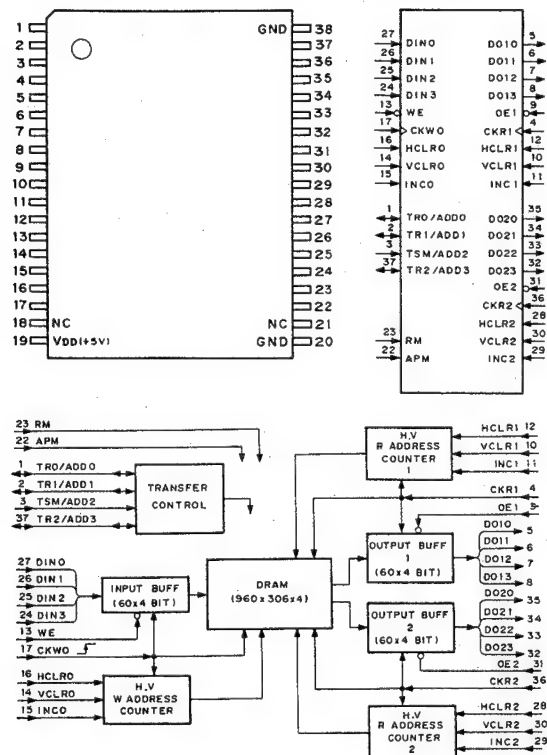 1 GND 38
2 37
3 36
4 35
5 34
6 33
7 32
8 31
9 30
10 29
11 28
12 27
13 26
14 25
15 24
16 23
17 22
18 NC NC 21
19 VDD(+5V) GND 20
27 DIN0 DO10 5
26 DIN1 DO11 6
25 DIN2 DO12 7
24 DIN3 DO13 8
13 WE OE1 9
17 CKW0 CKR1 4
16 HCLR0 HCLR1 12
14 VCLR0 VCLR1 10
15 INC0 INC1 11
1 TR0/ADD0 DO20 35
2 TR1/ADD1 DO21 34
3 TSM/ADD2 DO22 33
37 TR2/ADD3 DO23 32
OE2 31
CKR2 36
HCLR2 28
23 RM VCLR2 30
22 APM INC2 29
23 RM
22 APM
1 TR0/ADD0
2 TR1/ADD1
3 TSM/ADD2
37 TR2/ADD3
TRANSFER
CONTROL
27 DIN0
26 DIN1
25 DIN2
24 DIN3
13 WE
17 CKW0
16 HCLR0
14 VCLR0
15 INC0
INPUT BUFF
(60x4 BIT)
H,V
W ADDRESS
COUNTER
DRAM
(960x306x4)
H,V
R ADDRESS
COUNTER
1
HCLR1 12
VCLR1 10
INC1 11
CKR1 4
OE1
OUTPUT BUFF
1
(60x4 BIT)
DO10 5
DO11 6
DO12 7
DO13 8
OUTPUT BUFF
2
(60x4 BIT)
DO20 35
DO21 34
DO22 33
DO23 32
OE2 31
CKR2 36
H,V
R ADDRESS
COUNTER
2
HCLR2 28
VCLR2 30
INC2 29